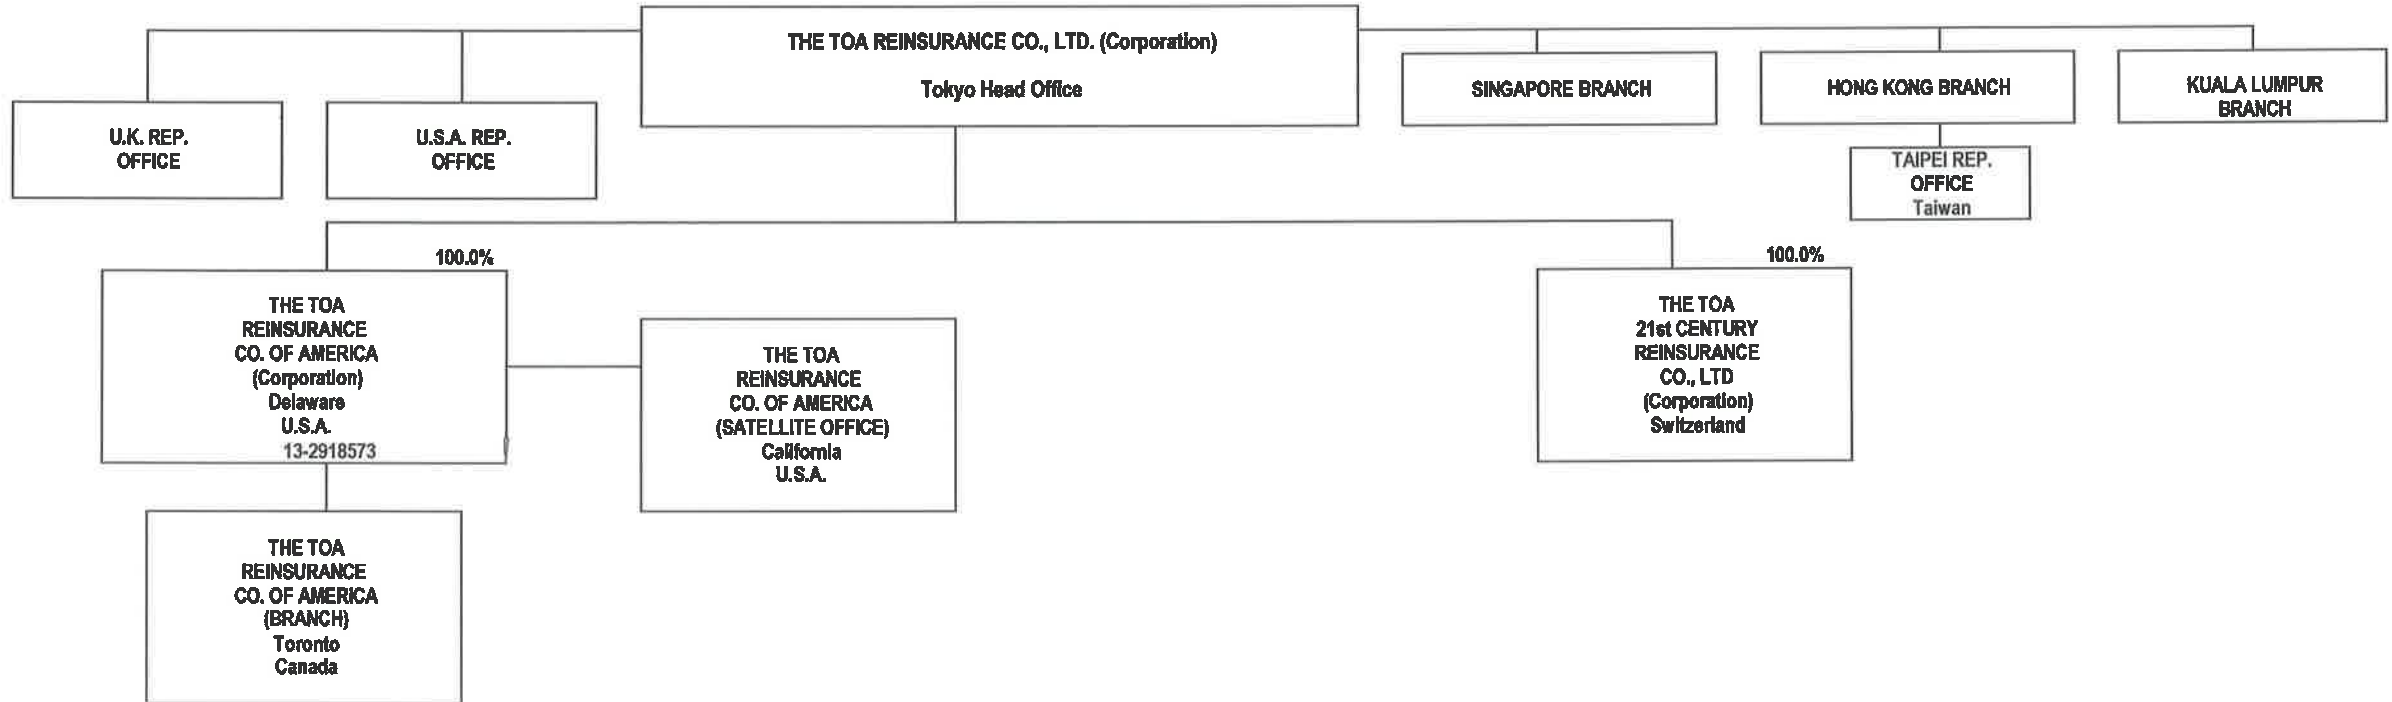 THE TOA REINSURANCE CO., LTD. (Corporation)
Tokyo Head Office
U.K. REP.
OFFICE
U.S.A. REP.
OFFICE
SINGAPORE BRANCH
HONG KONG BRANCH
KUALA LUMPUR
BRANCH
TAIPEI REP.
OFFICE
Taiwan
100.0%
THE TOA
REINSURANCE
CO. OF AMERICA
(Corporation)
Delaware
U.S.A.
13-2918573
THE TOA
REINSURANCE
CO. OF AMERICA
(SATELLITE OFFICE)
California
U.S.A.
100.0%
THE TOA
21st CENTURY
REINSURANCE
CO., LTD
(Corporation)
Switzerland
THE TOA
REINSURANCE
CO. OF AMERICA
(BRANCH)
Toronto
Canada